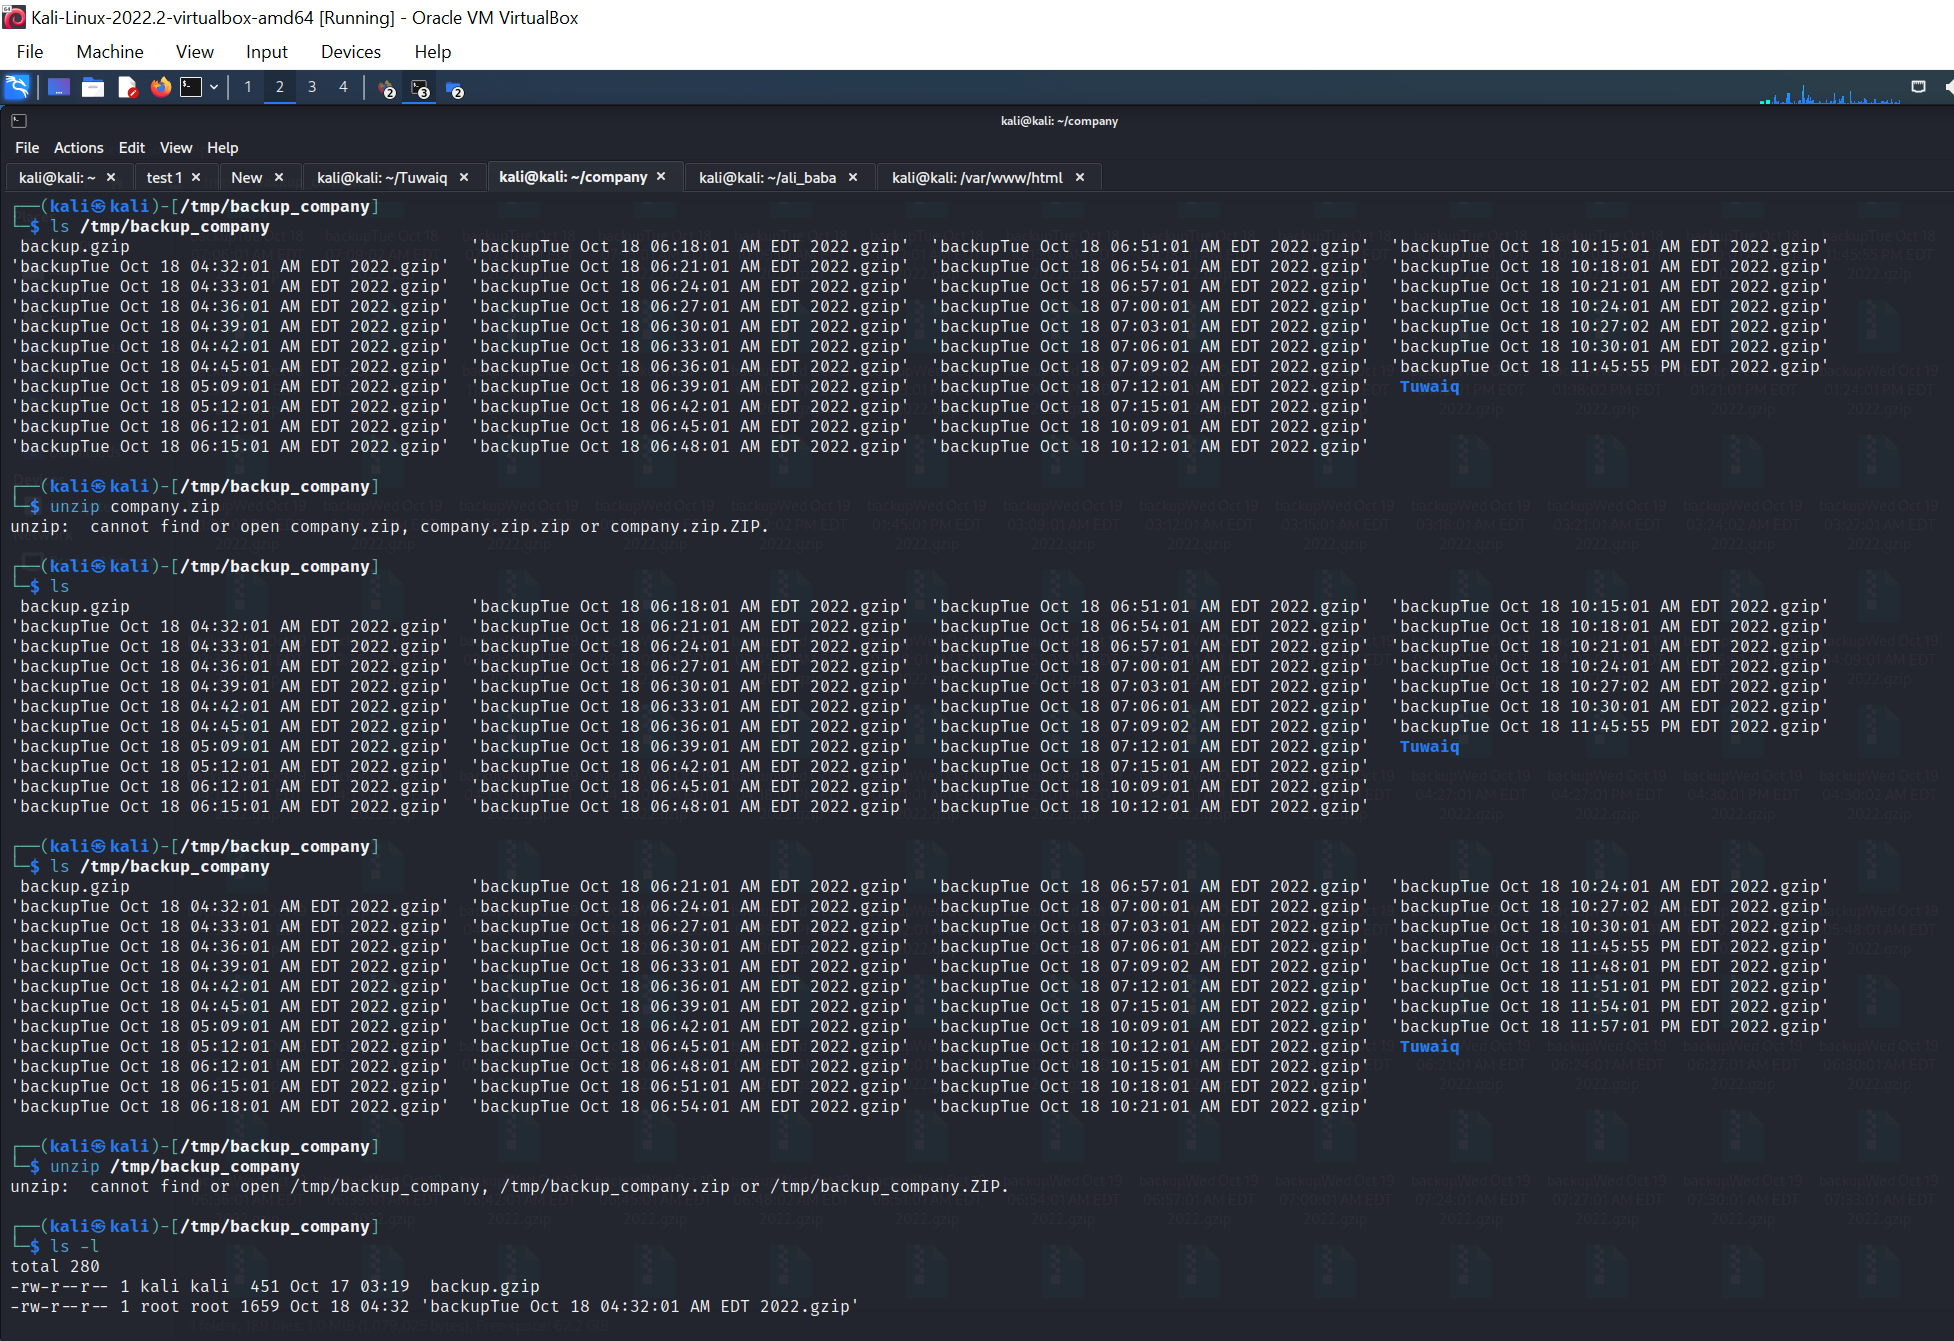 Kali-Linux-2022.2-virtualbox-amd64 [Running] - Oracle VM VirtualBox
File Machine View Input Devices Help
1 2 3 4 2 3 2
kali@kali: ~/company
File Actions Edit View Help
kali@kali: ~ × test 1 × New × kali@kali: ~/Tuwaiq × kali@kali: ~/company × kali@kali: ~/ali_baba × kali@kali: /var/www/html ×
┌──(kali㉿kali)-[/tmp/backup_company]
└─$ ls /tmp/backup_company
 backup.gzip 'backupTue Oct 18 06:18:01 AM EDT 2022.gzip' 'backupTue Oct 18 06:51:01 AM EDT 2022.gzip' 'backupTue Oct 18 10:15:01 AM EDT 2022.gzip'
'backupTue Oct 18 04:32:01 AM EDT 2022.gzip' 'backupTue Oct 18 06:21:01 AM EDT 2022.gzip' 'backupTue Oct 18 06:54:01 AM EDT 2022.gzip' 'backupTue Oct 18 10:18:01 AM EDT 2022.gzip'
'backupTue Oct 18 04:33:01 AM EDT 2022.gzip' 'backupTue Oct 18 06:24:01 AM EDT 2022.gzip' 'backupTue Oct 18 06:57:01 AM EDT 2022.gzip' 'backupTue Oct 18 10:21:01 AM EDT 2022.gzip'
'backupTue Oct 18 04:36:01 AM EDT 2022.gzip' 'backupTue Oct 18 06:27:01 AM EDT 2022.gzip' 'backupTue Oct 18 07:00:01 AM EDT 2022.gzip' 'backupTue Oct 18 10:24:01 AM EDT 2022.gzip'
'backupTue Oct 18 04:39:01 AM EDT 2022.gzip' 'backupTue Oct 18 06:30:01 AM EDT 2022.gzip' 'backupTue Oct 18 07:03:01 AM EDT 2022.gzip' 'backupTue Oct 18 10:27:02 AM EDT 2022.gzip'
'backupTue Oct 18 04:42:01 AM EDT 2022.gzip' 'backupTue Oct 18 06:33:01 AM EDT 2022.gzip' 'backupTue Oct 18 07:06:01 AM EDT 2022.gzip' 'backupTue Oct 18 10:30:01 AM EDT 2022.gzip'
'backupTue Oct 18 04:45:01 AM EDT 2022.gzip' 'backupTue Oct 18 06:36:01 AM EDT 2022.gzip' 'backupTue Oct 18 07:09:02 AM EDT 2022.gzip' 'backupTue Oct 18 11:45:55 PM EDT 2022.gzip'
'backupTue Oct 18 05:09:01 AM EDT 2022.gzip' 'backupTue Oct 18 06:39:01 AM EDT 2022.gzip' 'backupTue Oct 18 07:12:01 AM EDT 2022.gzip' Tuwaiq
'backupTue Oct 18 05:12:01 AM EDT 2022.gzip' 'backupTue Oct 18 06:42:01 AM EDT 2022.gzip' 'backupTue Oct 18 07:15:01 AM EDT 2022.gzip'
'backupTue Oct 18 06:12:01 AM EDT 2022.gzip' 'backupTue Oct 18 06:45:01 AM EDT 2022.gzip' 'backupTue Oct 18 10:09:01 AM EDT 2022.gzip'
'backupTue Oct 18 06:15:01 AM EDT 2022.gzip' 'backupTue Oct 18 06:48:01 AM EDT 2022.gzip' 'backupTue Oct 18 10:12:01 AM EDT 2022.gzip'
┌──(kali㉿kali)-[/tmp/backup_company]
└─$ unzip company.zip
unzip:  cannot find or open company.zip, company.zip.zip or company.zip.ZIP.
┌──(kali㉿kali)-[/tmp/backup_company]
└─$ ls
 backup.gzip 'backupTue Oct 18 06:18:01 AM EDT 2022.gzip' 'backupTue Oct 18 06:51:01 AM EDT 2022.gzip' 'backupTue Oct 18 10:15:01 AM EDT 2022.gzip'
'backupTue Oct 18 04:32:01 AM EDT 2022.gzip' 'backupTue Oct 18 06:21:01 AM EDT 2022.gzip' 'backupTue Oct 18 06:54:01 AM EDT 2022.gzip' 'backupTue Oct 18 10:18:01 AM EDT 2022.gzip'
'backupTue Oct 18 04:33:01 AM EDT 2022.gzip' 'backupTue Oct 18 06:24:01 AM EDT 2022.gzip' 'backupTue Oct 18 06:57:01 AM EDT 2022.gzip' 'backupTue Oct 18 10:21:01 AM EDT 2022.gzip'
'backupTue Oct 18 04:36:01 AM EDT 2022.gzip' 'backupTue Oct 18 06:27:01 AM EDT 2022.gzip' 'backupTue Oct 18 07:00:01 AM EDT 2022.gzip' 'backupTue Oct 18 10:24:01 AM EDT 2022.gzip'
'backupTue Oct 18 04:39:01 AM EDT 2022.gzip' 'backupTue Oct 18 06:30:01 AM EDT 2022.gzip' 'backupTue Oct 18 07:03:01 AM EDT 2022.gzip' 'backupTue Oct 18 10:27:02 AM EDT 2022.gzip'
'backupTue Oct 18 04:42:01 AM EDT 2022.gzip' 'backupTue Oct 18 06:33:01 AM EDT 2022.gzip' 'backupTue Oct 18 07:06:01 AM EDT 2022.gzip' 'backupTue Oct 18 10:30:01 AM EDT 2022.gzip'
'backupTue Oct 18 04:45:01 AM EDT 2022.gzip' 'backupTue Oct 18 06:36:01 AM EDT 2022.gzip' 'backupTue Oct 18 07:09:02 AM EDT 2022.gzip' 'backupTue Oct 18 11:45:55 PM EDT 2022.gzip'
'backupTue Oct 18 05:09:01 AM EDT 2022.gzip' 'backupTue Oct 18 06:39:01 AM EDT 2022.gzip' 'backupTue Oct 18 07:12:01 AM EDT 2022.gzip' Tuwaiq
'backupTue Oct 18 05:12:01 AM EDT 2022.gzip' 'backupTue Oct 18 06:42:01 AM EDT 2022.gzip' 'backupTue Oct 18 07:15:01 AM EDT 2022.gzip'
'backupTue Oct 18 06:12:01 AM EDT 2022.gzip' 'backupTue Oct 18 06:45:01 AM EDT 2022.gzip' 'backupTue Oct 18 10:09:01 AM EDT 2022.gzip'
'backupTue Oct 18 06:15:01 AM EDT 2022.gzip' 'backupTue Oct 18 06:48:01 AM EDT 2022.gzip' 'backupTue Oct 18 10:12:01 AM EDT 2022.gzip'
┌──(kali㉿kali)-[/tmp/backup_company]
└─$ ls /tmp/backup_company
 backup.gzip 'backupTue Oct 18 06:21:01 AM EDT 2022.gzip' 'backupTue Oct 18 06:57:01 AM EDT 2022.gzip' 'backupTue Oct 18 10:24:01 AM EDT 2022.gzip'
'backupTue Oct 18 04:32:01 AM EDT 2022.gzip' 'backupTue Oct 18 06:24:01 AM EDT 2022.gzip' 'backupTue Oct 18 07:00:01 AM EDT 2022.gzip' 'backupTue Oct 18 10:27:02 AM EDT 2022.gzip'
'backupTue Oct 18 04:33:01 AM EDT 2022.gzip' 'backupTue Oct 18 06:27:01 AM EDT 2022.gzip' 'backupTue Oct 18 07:03:01 AM EDT 2022.gzip' 'backupTue Oct 18 10:30:01 AM EDT 2022.gzip'
'backupTue Oct 18 04:36:01 AM EDT 2022.gzip' 'backupTue Oct 18 06:30:01 AM EDT 2022.gzip' 'backupTue Oct 18 07:06:01 AM EDT 2022.gzip' 'backupTue Oct 18 11:45:55 PM EDT 2022.gzip'
'backupTue Oct 18 04:39:01 AM EDT 2022.gzip' 'backupTue Oct 18 06:33:01 AM EDT 2022.gzip' 'backupTue Oct 18 07:09:02 AM EDT 2022.gzip' 'backupTue Oct 18 11:48:01 PM EDT 2022.gzip'
'backupTue Oct 18 04:42:01 AM EDT 2022.gzip' 'backupTue Oct 18 06:36:01 AM EDT 2022.gzip' 'backupTue Oct 18 07:12:01 AM EDT 2022.gzip' 'backupTue Oct 18 11:51:01 PM EDT 2022.gzip'
'backupTue Oct 18 04:45:01 AM EDT 2022.gzip' 'backupTue Oct 18 06:39:01 AM EDT 2022.gzip' 'backupTue Oct 18 07:15:01 AM EDT 2022.gzip' 'backupTue Oct 18 11:54:01 PM EDT 2022.gzip'
'backupTue Oct 18 05:09:01 AM EDT 2022.gzip' 'backupTue Oct 18 06:42:01 AM EDT 2022.gzip' 'backupTue Oct 18 10:09:01 AM EDT 2022.gzip' 'backupTue Oct 18 11:57:01 PM EDT 2022.gzip'
'backupTue Oct 18 05:12:01 AM EDT 2022.gzip' 'backupTue Oct 18 06:45:01 AM EDT 2022.gzip' 'backupTue Oct 18 10:12:01 AM EDT 2022.gzip' Tuwaiq
'backupTue Oct 18 06:12:01 AM EDT 2022.gzip' 'backupTue Oct 18 06:48:01 AM EDT 2022.gzip' 'backupTue Oct 18 10:15:01 AM EDT 2022.gzip'
'backupTue Oct 18 06:15:01 AM EDT 2022.gzip' 'backupTue Oct 18 06:51:01 AM EDT 2022.gzip' 'backupTue Oct 18 10:18:01 AM EDT 2022.gzip'
'backupTue Oct 18 06:18:01 AM EDT 2022.gzip' 'backupTue Oct 18 06:54:01 AM EDT 2022.gzip' 'backupTue Oct 18 10:21:01 AM EDT 2022.gzip'
┌──(kali㉿kali)-[/tmp/backup_company]
└─$ unzip /tmp/backup_company
unzip:  cannot find or open /tmp/backup_company, /tmp/backup_company.zip or /tmp/backup_company.ZIP.
┌──(kali㉿kali)-[/tmp/backup_company]
└─$ ls -l
total 280
-rw-r--r-- 1 kali kali  451 Oct 17 03:19  backup.gzip
-rw-r--r-- 1 root root 1659 Oct 18 04:32 'backupTue Oct 18 04:32:01 AM EDT 2022.gzip'